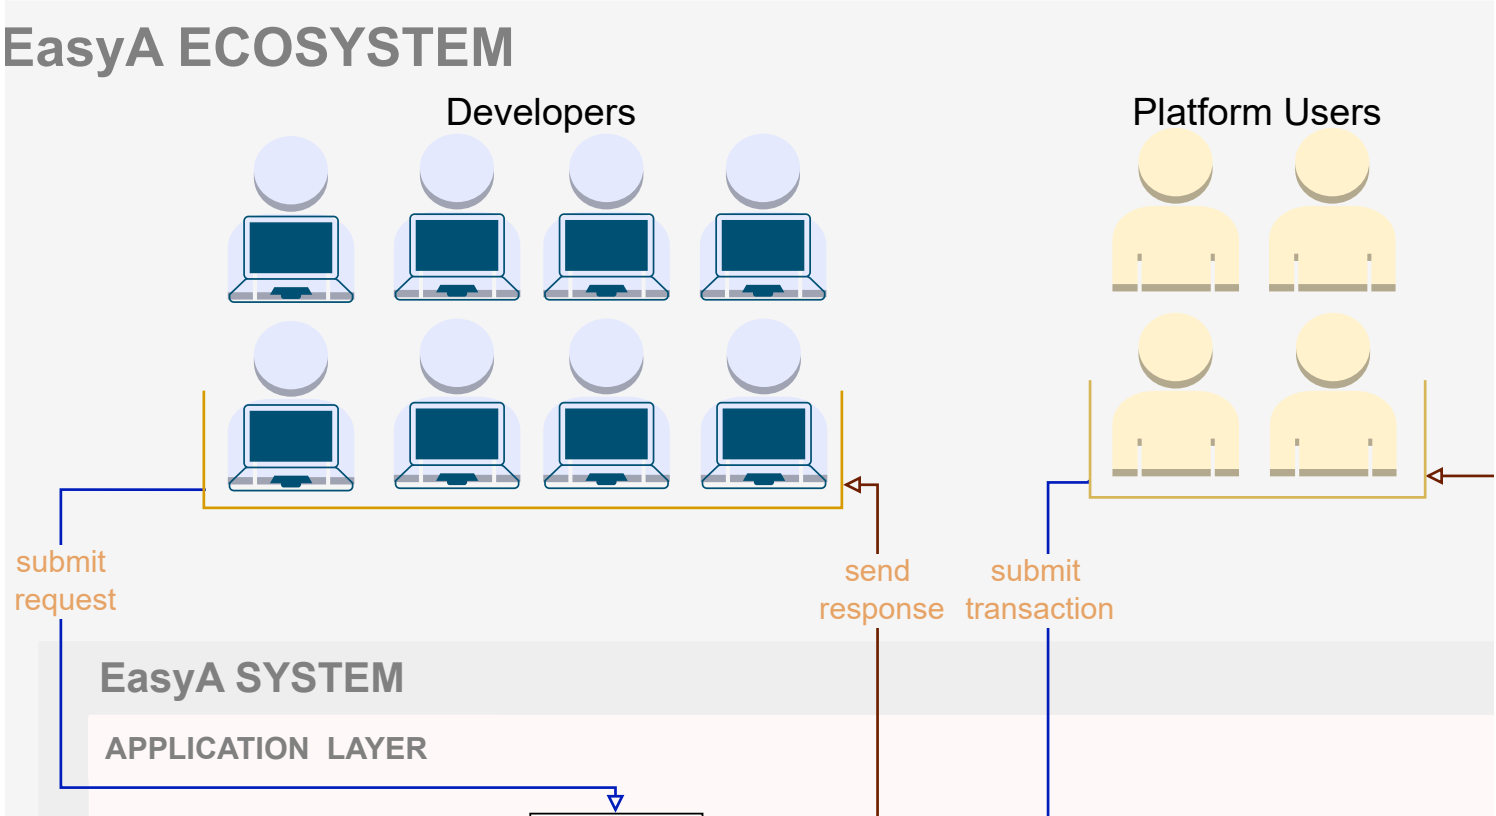 EasyA ECOSYSTEM
Developers
Platform Users
submit
request
send
response
submit
transaction
EasyA SYSTEM
APPLICATION LAYER